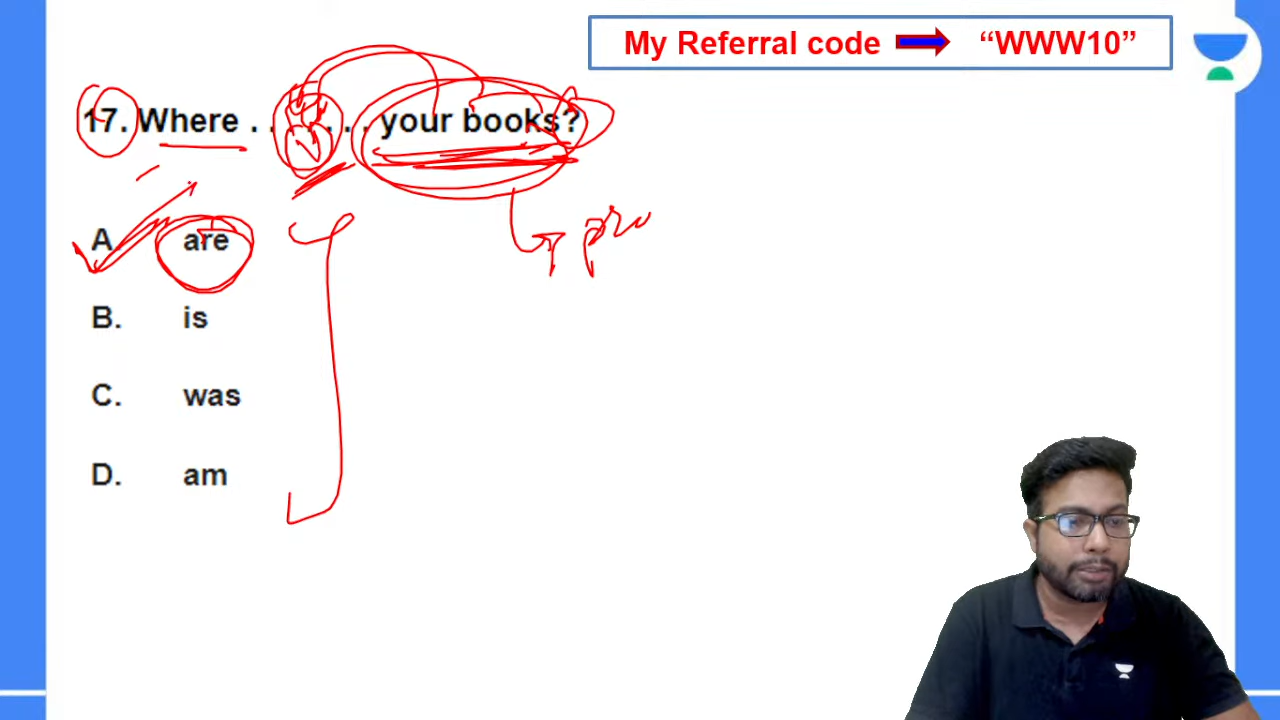 My Referral code “WWW10”
17. Where . . . . . . . your books?
A. are
B. is
C. was
D. am